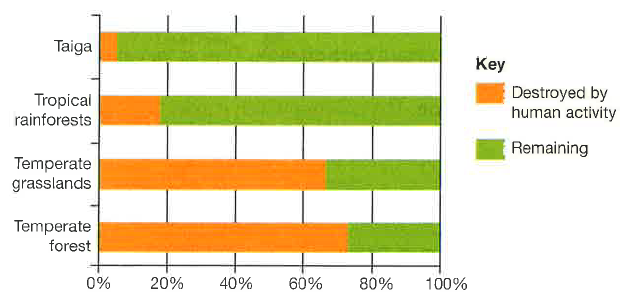 Taiga
Tropical
rainforests
Temperate
grasslands
Temperate
forest
0% 20% 40% 60% 80% 100%
Key
Destroyed by
human activity
Remaining